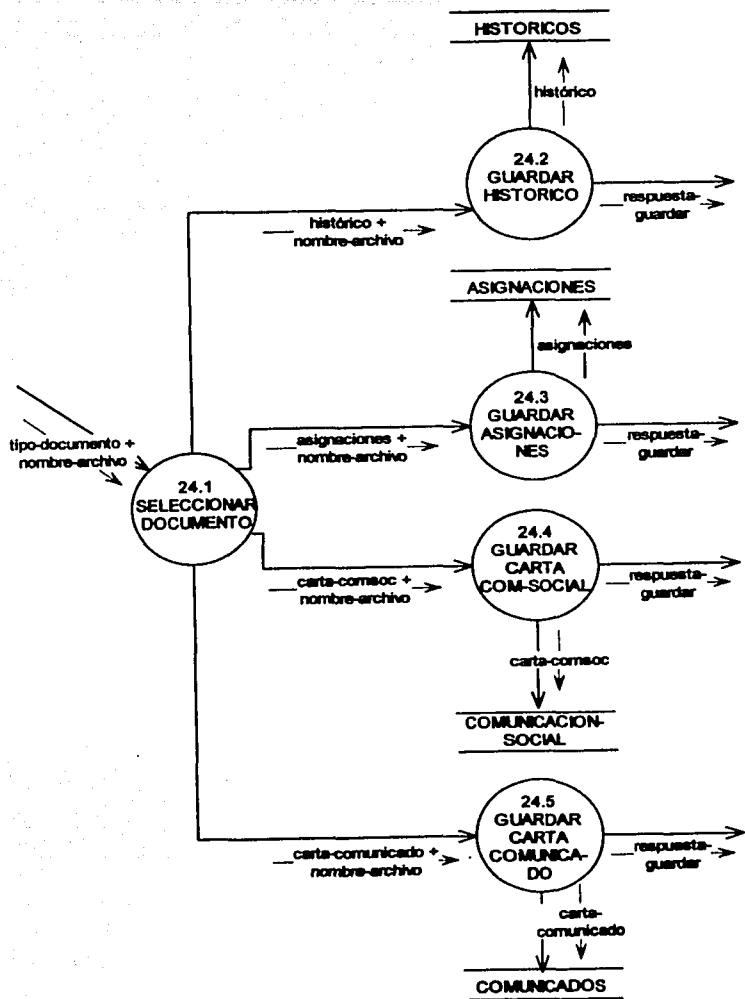 HISTORICOS
histórico
24.2
GUARDAR
HISTORICO
respuesta-
guardar
histórico +
nombre-archivo
ASIGNACIONES
asignaciones
24.3
GUARDAR
ASIGNACIO-
NES
respuesta-
guardar
asignaciones +
nombre-archivo
tipo-documento +
nombre-archivo
24.1
SELECCIONAR
DOCUMENTO
24.4
GUARDAR
CARTA
COM-SOCIAL
respuesta-
guardar
carta-comsoc +
nombre-archivo
carta-comsoc
COMUNICACION-
SOCIAL
24.5
GUARDAR
CARTA
COMUNICA-
DO
respuesta-
guardar
carta-comunicado +
nombre-archivo
carta-
comunicado
COMUNICADOS